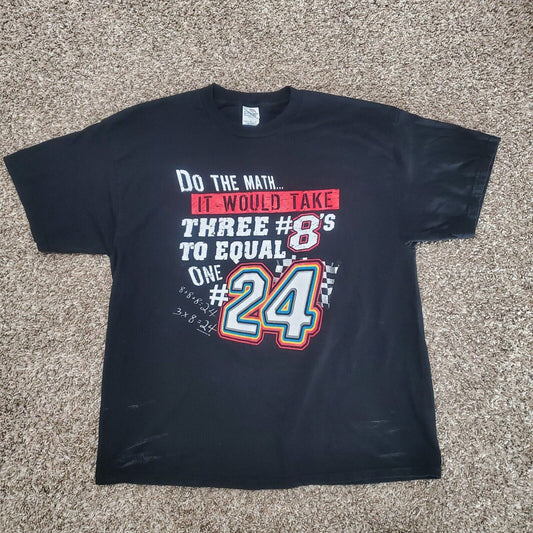 DO THE MATH...
IT WOULD TAKE
THREE #8'S
TO EQUAL
ONE
#24
8+8+8=24
3x8=24